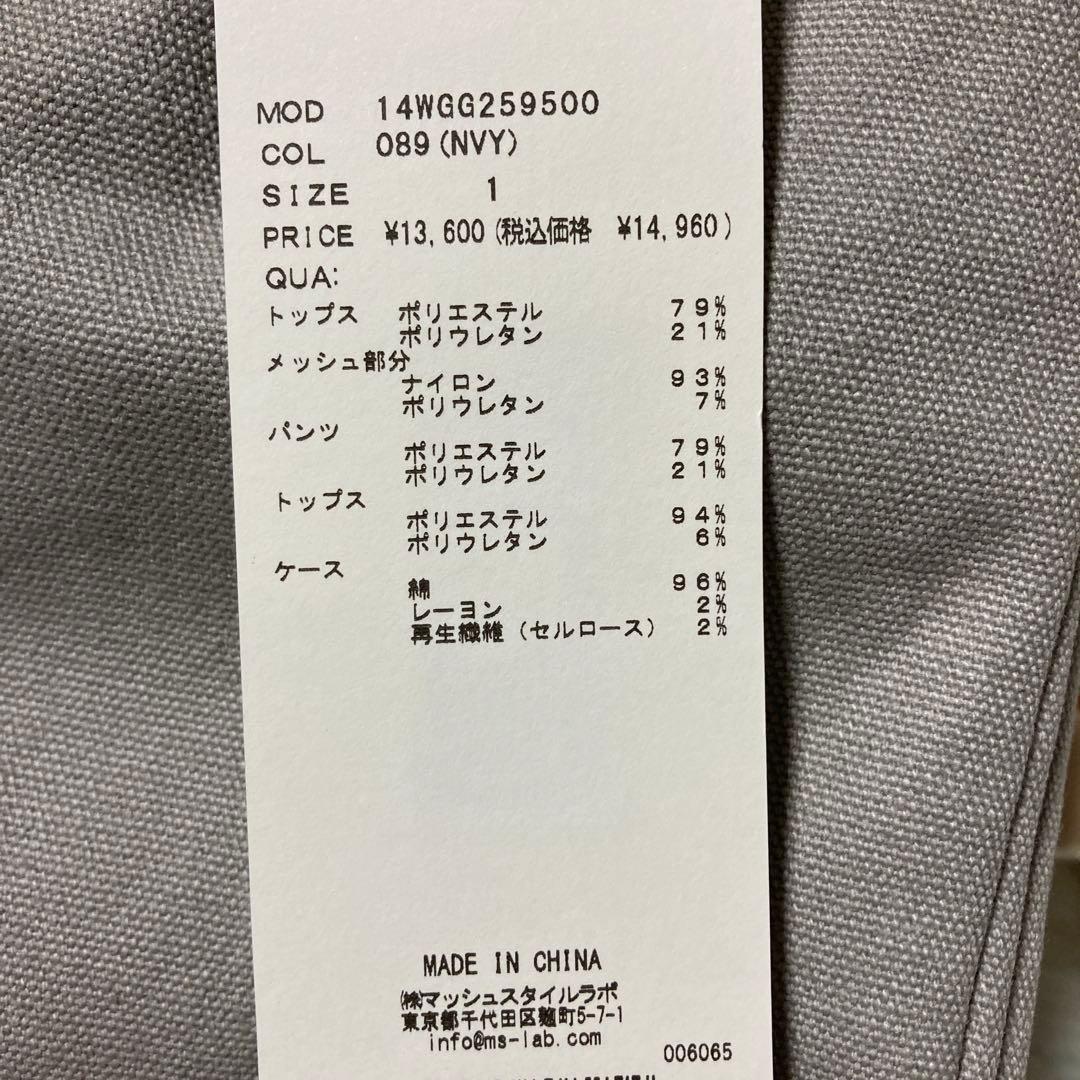 MOD 14WGG259500
COL 089(NVY)
SIZE 1
PRICE ¥13,600(税込価格 ¥14,960)
QUA:
トップス ポリエステル 79%
ポリウレタン 21%
メッシュ部分
ナイロン 93%
ポリウレタン 7%
パンツ
ポリエステル 79%
ポリウレタン 21%
トップス
ポリエステル 94%
ポリウレタン 6%
ケース
綿 96%
レーヨン 2%
再生繊維(セルロース) 2%
MADE IN CHINA
㈱マッシュスタイルラボ
東京都千代田区麹町5-7-1
info@ms-lab.com
006065